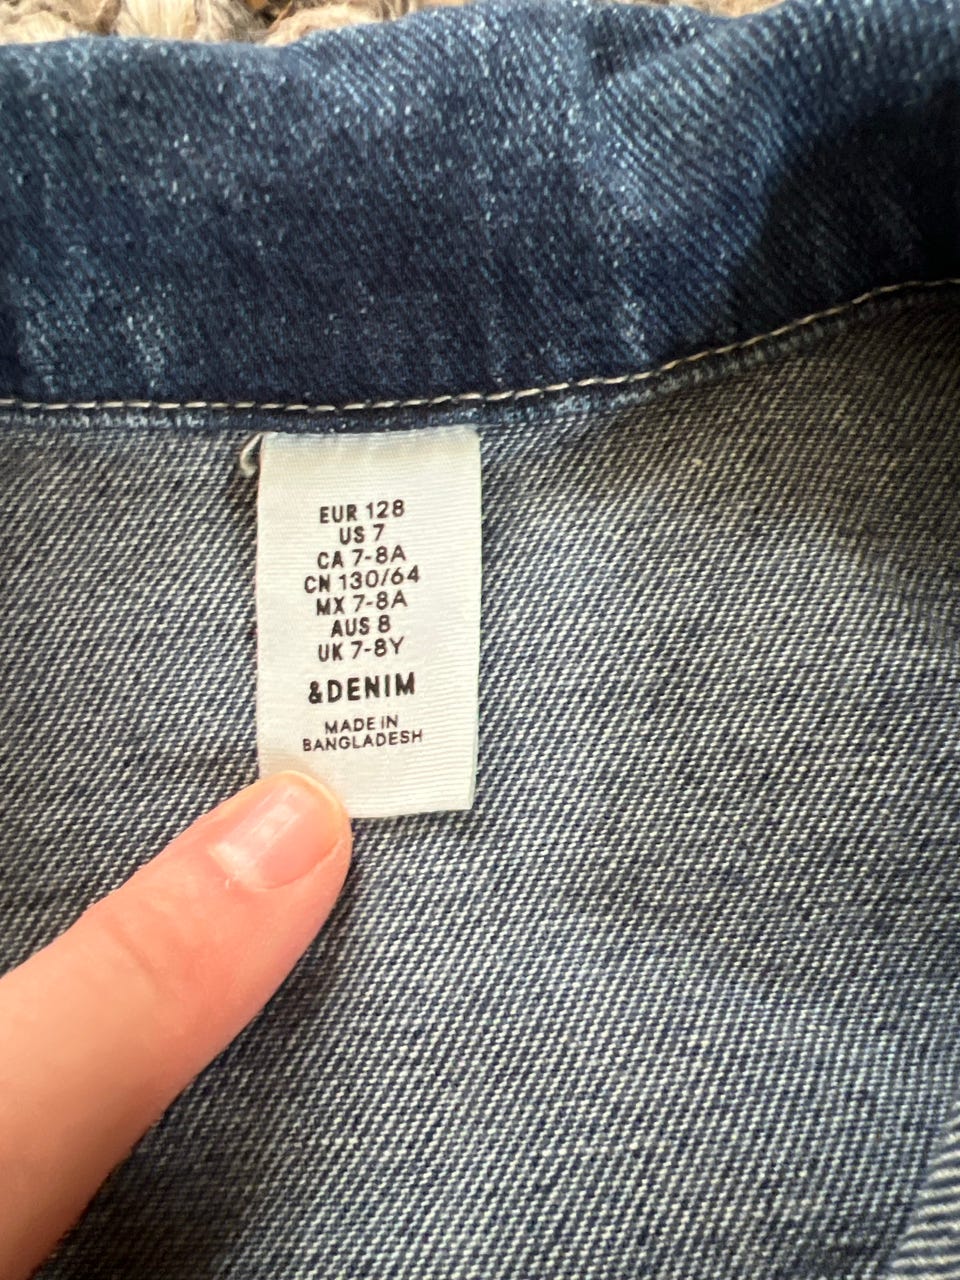 EUR 128
US 7
CA 7-8A
CN 130/64
MX 7-8A
AUS 8
UK 7-8Y
&DENIM
MADE IN
BANGLADESH